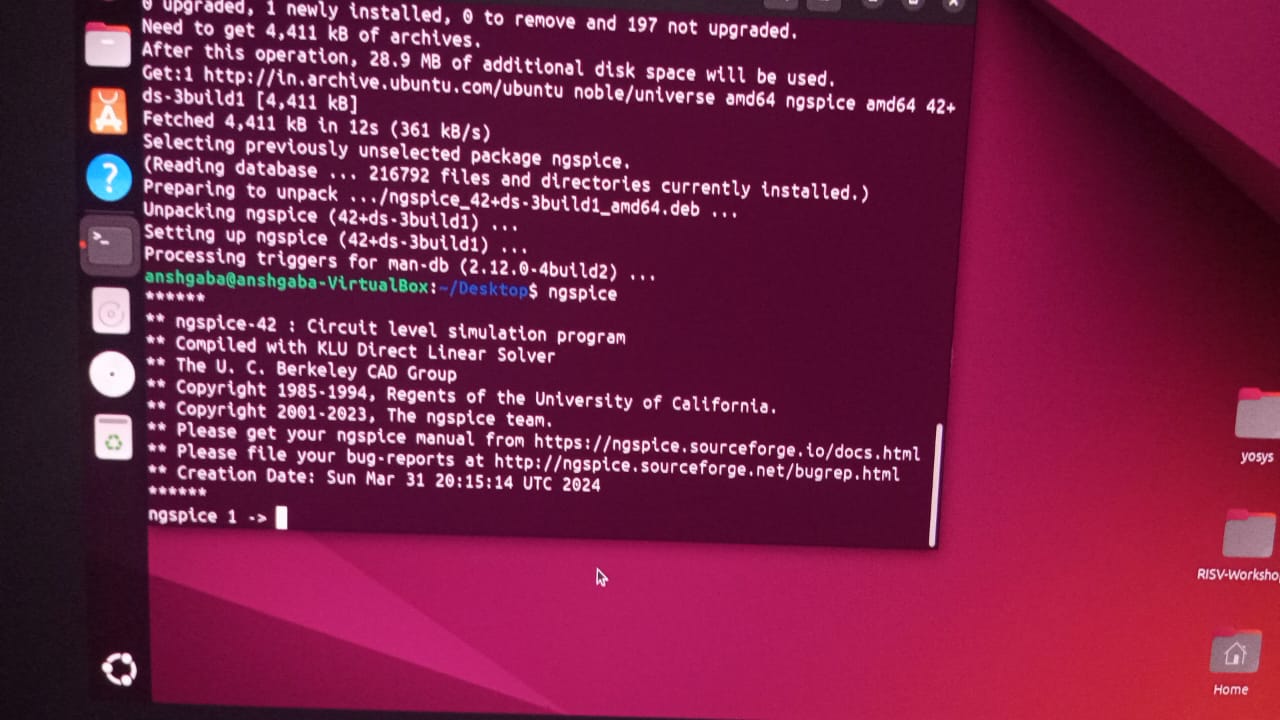 0 upgraded, 1 newly installed, 0 to remove and 197 not upgraded.
Need to get 4,411 kB of archives.
After this operation, 28.9 MB of additional disk space will be used.
Get:1 http://in.archive.ubuntu.com/ubuntu noble/universe amd64 ngspice amd64 42+
ds-3build1 [4,411 kB]
Fetched 4,411 kB in 12s (361 kB/s)
Selecting previously unselected package ngspice.
(Reading database ... 216792 files and directories currently installed.)
Preparing to unpack .../ngspice_42+ds-3build1_amd64.deb ...
Unpacking ngspice (42+ds-3build1) ...
Setting up ngspice (42+ds-3build1) ...
Processing triggers for man-db (2.12.0-4build2) ...
anshgaba@anshgaba-VirtualBox:~/Desktop$ ngspice
******
** ngspice-42 : Circuit level simulation program
** Compiled with KLU Direct Linear Solver
** The U. C. Berkeley CAD Group
** Copyright 1985-1994, Regents of the University of California.
** Copyright 2001-2023, The ngspice team.
** Please get your ngspice manual from https://ngspice.sourceforge.io/docs.html
** Please file your bug-reports at http://ngspice.sourceforge.net/bugrep.html
** Creation Date: Sun Mar 31 20:15:14 UTC 2024
******
ngspice 1 ->
yosys
RISV-Worksho
Home